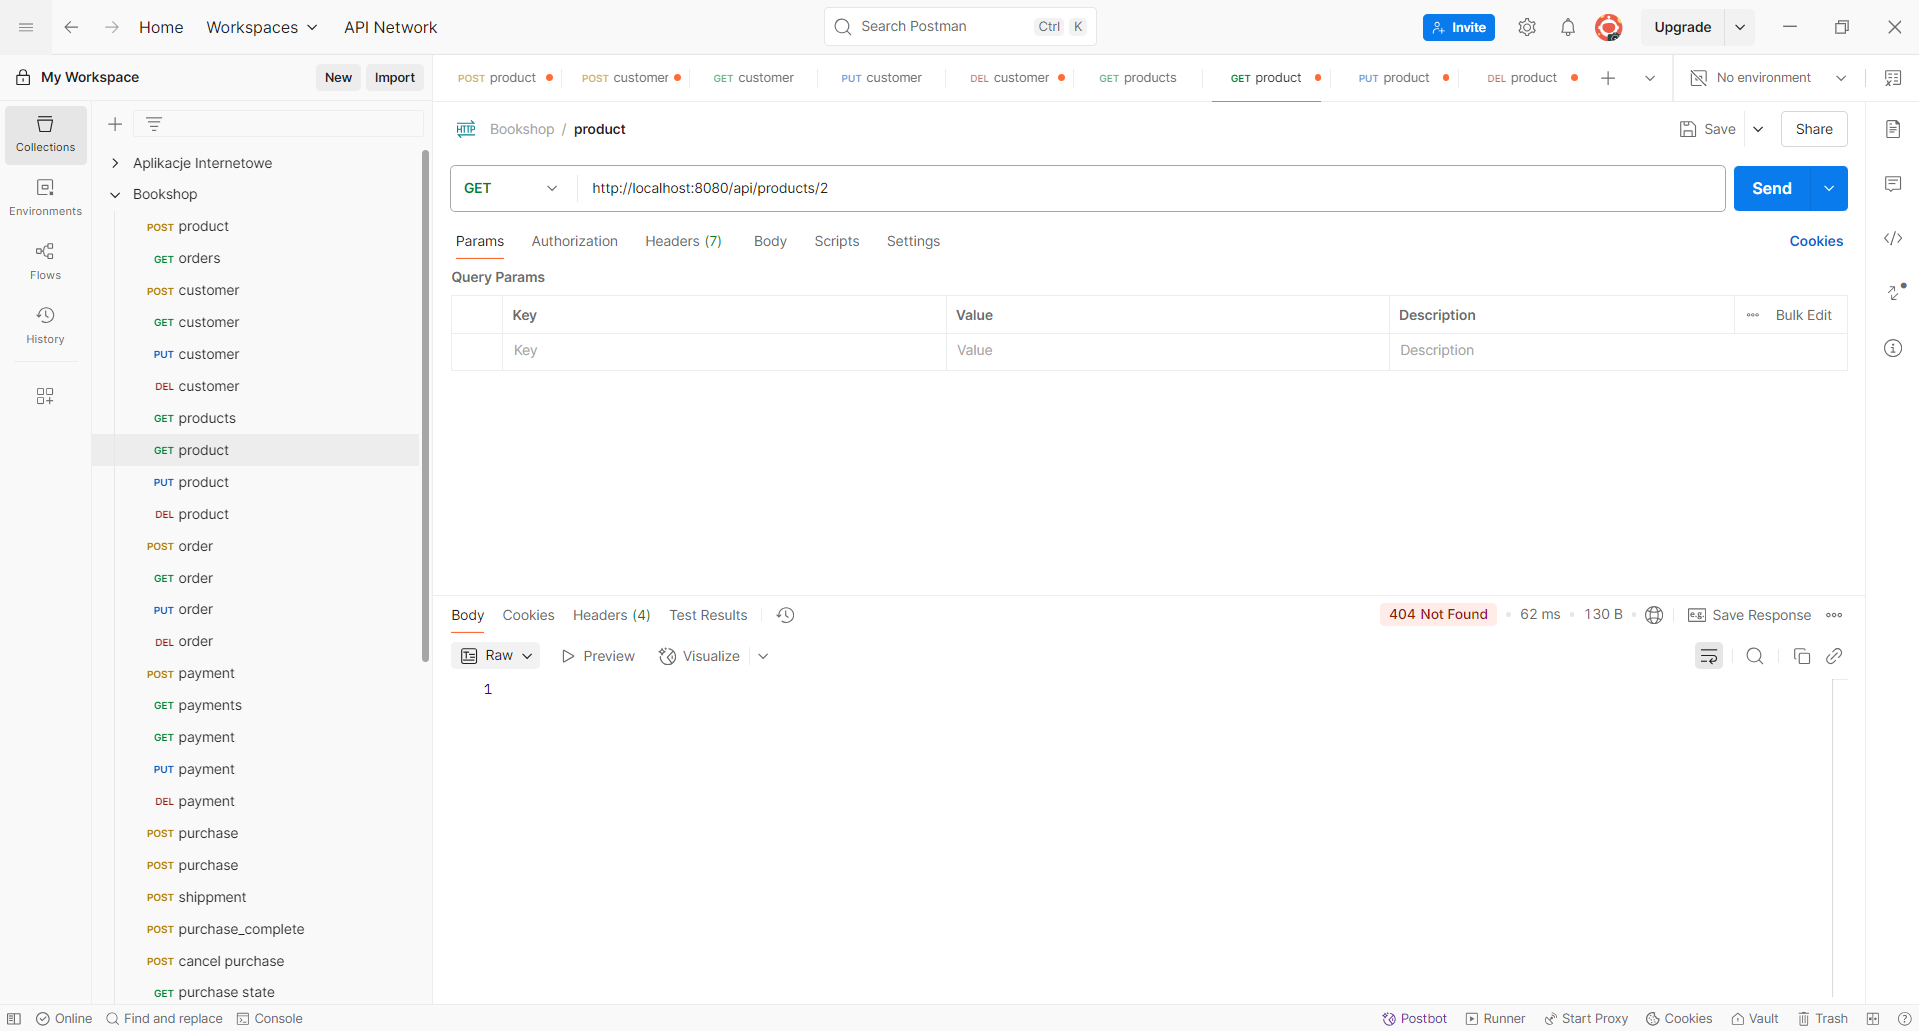 Home Workspaces API Network Search Postman Ctrl K Invite Upgrade
My Workspace New Import
POST product POST customer GET customer PUT customer DEL customer GET products GET product PUT product DEL product No environment
Collections
Environments
Flows
History
Aplikacje Internetowe
Bookshop
POST product
GET orders
POST customer
GET customer
PUT customer
DEL customer
GET products
GET product
PUT product
DEL product
POST order
GET order
PUT order
DEL order
POST payment
GET payments
GET payment
PUT payment
DEL payment
POST purchase
POST purchase
POST shippment
POST purchase_complete
POST cancel purchase
GET purchase state
HTTP Bookshop / product Save Share
GET http://localhost:8080/api/products/2 Send
Params Authorization Headers (7) Body Scripts Settings Cookies
Query Params
Key Value Description Bulk Edit
Key Value Description
Body Cookies Headers (4) Test Results 404 Not Found 62 ms 130 B e.g. Save Response
Raw Preview Visualize
1
Online Find and replace Console Postbot Runner Start Proxy Cookies Vault Trash